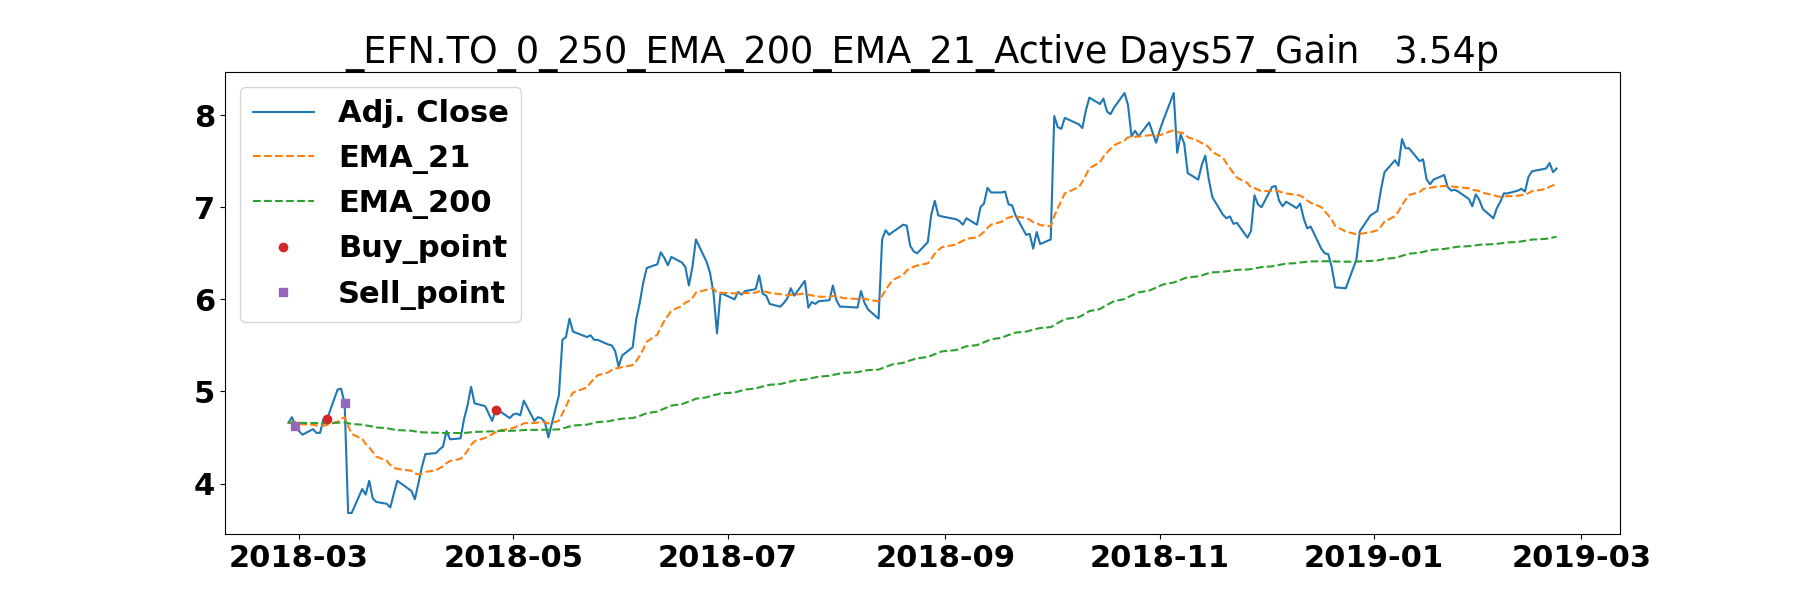 _EFN.TO_0_250_EMA_200_EMA_21_Active Days57_Gain   3.54p
Adj. Close
EMA_21
EMA_200
Buy_point
Sell_point
8
7
6
5
4
2018-03 2018-05 2018-07 2018-09 2018-11 2019-01 2019-03